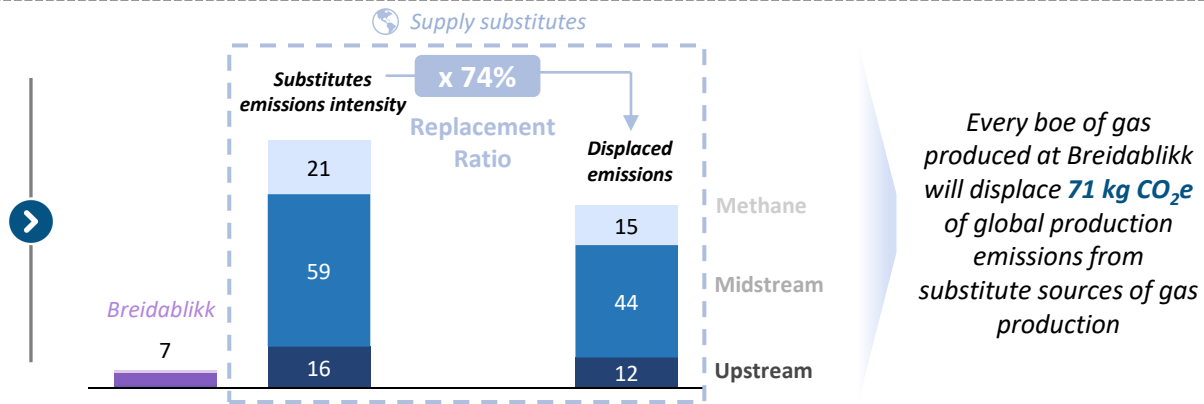 Supply substitutes
Substitutes
emissions intensity
x 74%
Replacement
Ratio
Displaced
emissions
21
59
16
15
44
12
Methane
Midstream
Upstream
Breidablikk
7
Every boe of gas
produced at Breidablikk
will displace 71 kg CO₂e
of global production
emissions from
substitute sources of gas
production